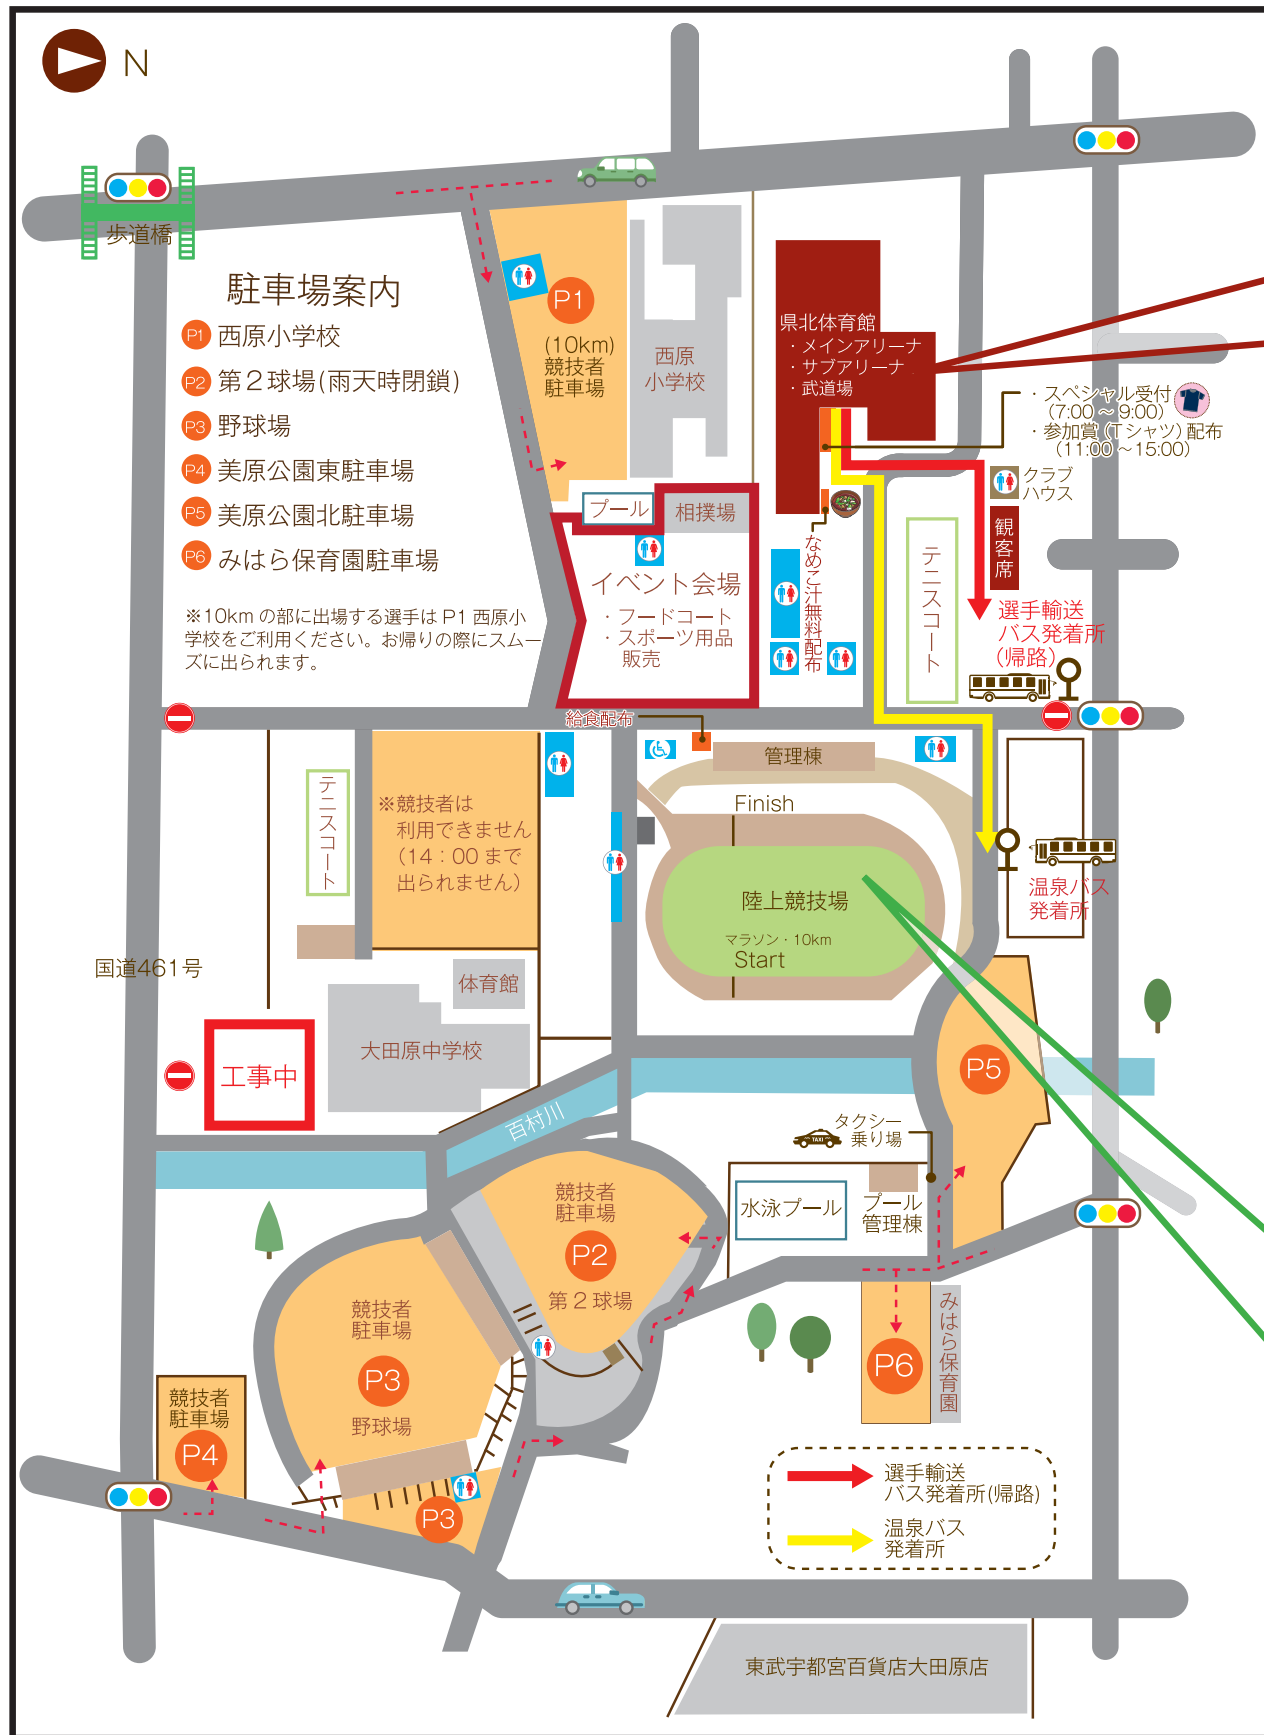 N
歩道橋
駐車場案内
P1 西原小学校
P2 第2球場(雨天時閉鎖)
P3 野球場
P4 美原公園東駐車場
P5 美原公園北駐車場
P6 みはら保育園駐車場
※10kmの部に出場する選手はP1西原小
学校をご利用ください。お帰りの際にスムー
ズに出られます。
P1
(10km)
競技者
駐車場
西原
小学校
県北体育館
・メインアリーナ
・サブアリーナ
・武道場
・スペシャル受付
(7:00～9:00)
・参加賞(Tシャツ)配布
(11:00～15:00)
クラブ
ハウス
観客席
プール
相撲場
イベント会場
・フードコート
・スポーツ用品
販売
なめこ汁無料配布
テニスコート
選手輸送
バス発着所
(帰路)
給食配布
管理棟
テニスコート
※競技者は
利用できません
(14：00まで
出られません)
Finish
陸上競技場
マラソン・10km
Start
温泉バス
発着所
国道461号
体育館
大田原中学校
工事中
百村川
P5
タクシー
乗り場
TAXI
水泳プール
プール
管理棟
競技者
駐車場
P2
第2球場
競技者
駐車場
P3
野球場
みはら保育園
P6
競技者
駐車場
P4
P3
選手輸送
バス発着所(帰路)
温泉バス
発着所
東武宇都宮百貨店大田原店